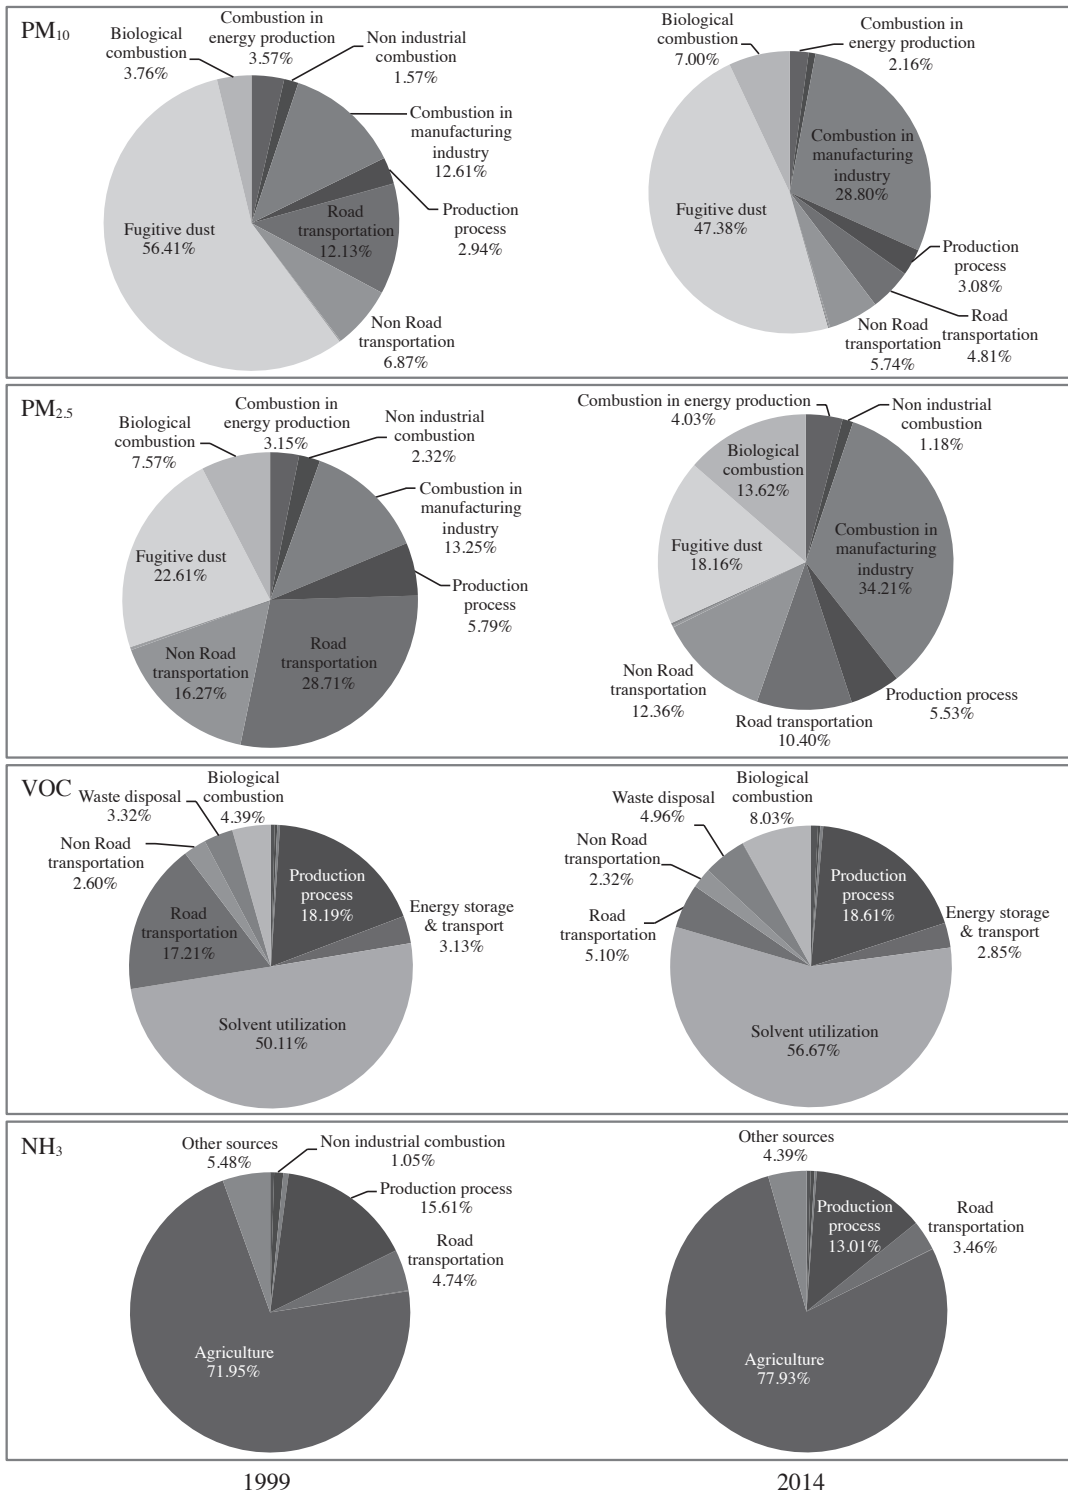 PM10
Biological
combustion
3.76%
Combustion in
energy production
3.57%
Non industrial
combustion
1.57%
Combustion in
manufacturing
industry
12.61%
Production
process
2.94%
Road
transportation
12.13%
Non Road
transportation
6.87%
Fugitive dust
56.41%
Biological
combustion
7.00%
Combustion in
energy production
2.16%
Combustion in
manufacturing
industry
28.80%
Production
process
3.08%
Road
transportation
4.81%
Non Road
transportation
5.74%
Fugitive dust
47.38%
PM2.5
Biological
combustion
7.57%
Combustion in
energy production
3.15%
Non industrial
combustion
2.32%
Combustion in
manufacturing
industry
13.25%
Production
process
5.79%
Road
transportation
28.71%
Non Road
transportation
16.27%
Fugitive dust
22.61%
Combustion in energy production
4.03%
Non industrial
combustion
1.18%
Biological
combustion
13.62%
Combustion in
manufacturing
industry
34.21%
Fugitive dust
18.16%
Non Road
transportation
12.36%
Road transportation
10.40%
Production process
5.53%
VOC
Waste disposal
3.32%
Biological
combustion
4.39%
Non Road
transportation
2.60%
Production
process
18.19%
Road
transportation
17.21%
Energy storage
& transport
3.13%
Solvent utilization
50.11%
Biological
combustion
8.03%
Waste disposal
4.96%
Non Road
transportation
2.32%
Road
transportation
5.10%
Production
process
18.61%
Energy storage
& transport
2.85%
Solvent utilization
56.67%
NH3
Other sources
5.48%
Non industrial combustion
1.05%
Production process
15.61%
Road
transportation
4.74%
Agriculture
71.95%
Other sources
4.39%
Production
process
13.01%
Road
transportation
3.46%
Agriculture
77.93%
1999
2014